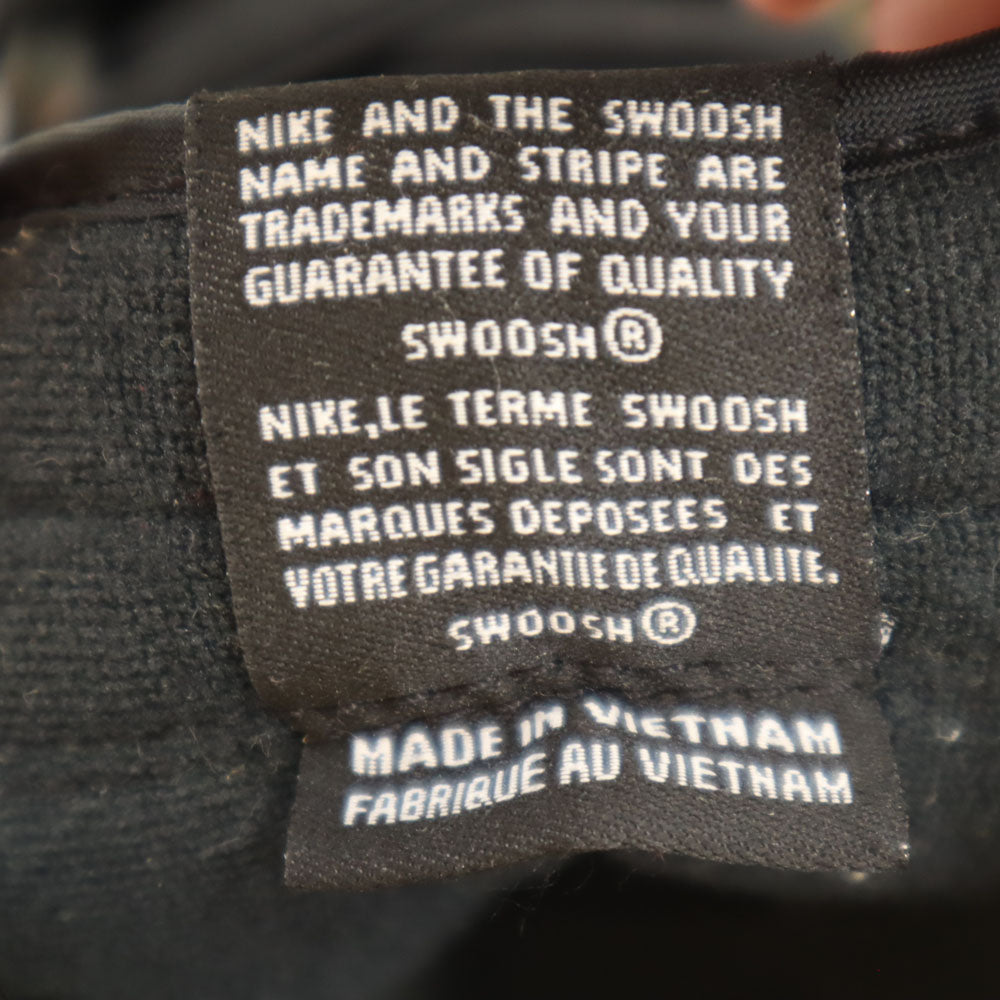 NIKE AND THE SWOOSH
NAME AND STRIPE ARE
TRADEMARKS AND YOUR
GUARANTEE OF QUALITY
SWOOSH®
NIKE,LE TERME SWOOSH
ET SON SIGLE SONT DES
MARQUES DEPOSEES ET
VOTRE GARANTIE DE QUALITE.
SWOOSH®
MADE IN VIETNAM
FABRIQUE AU VIETNAM